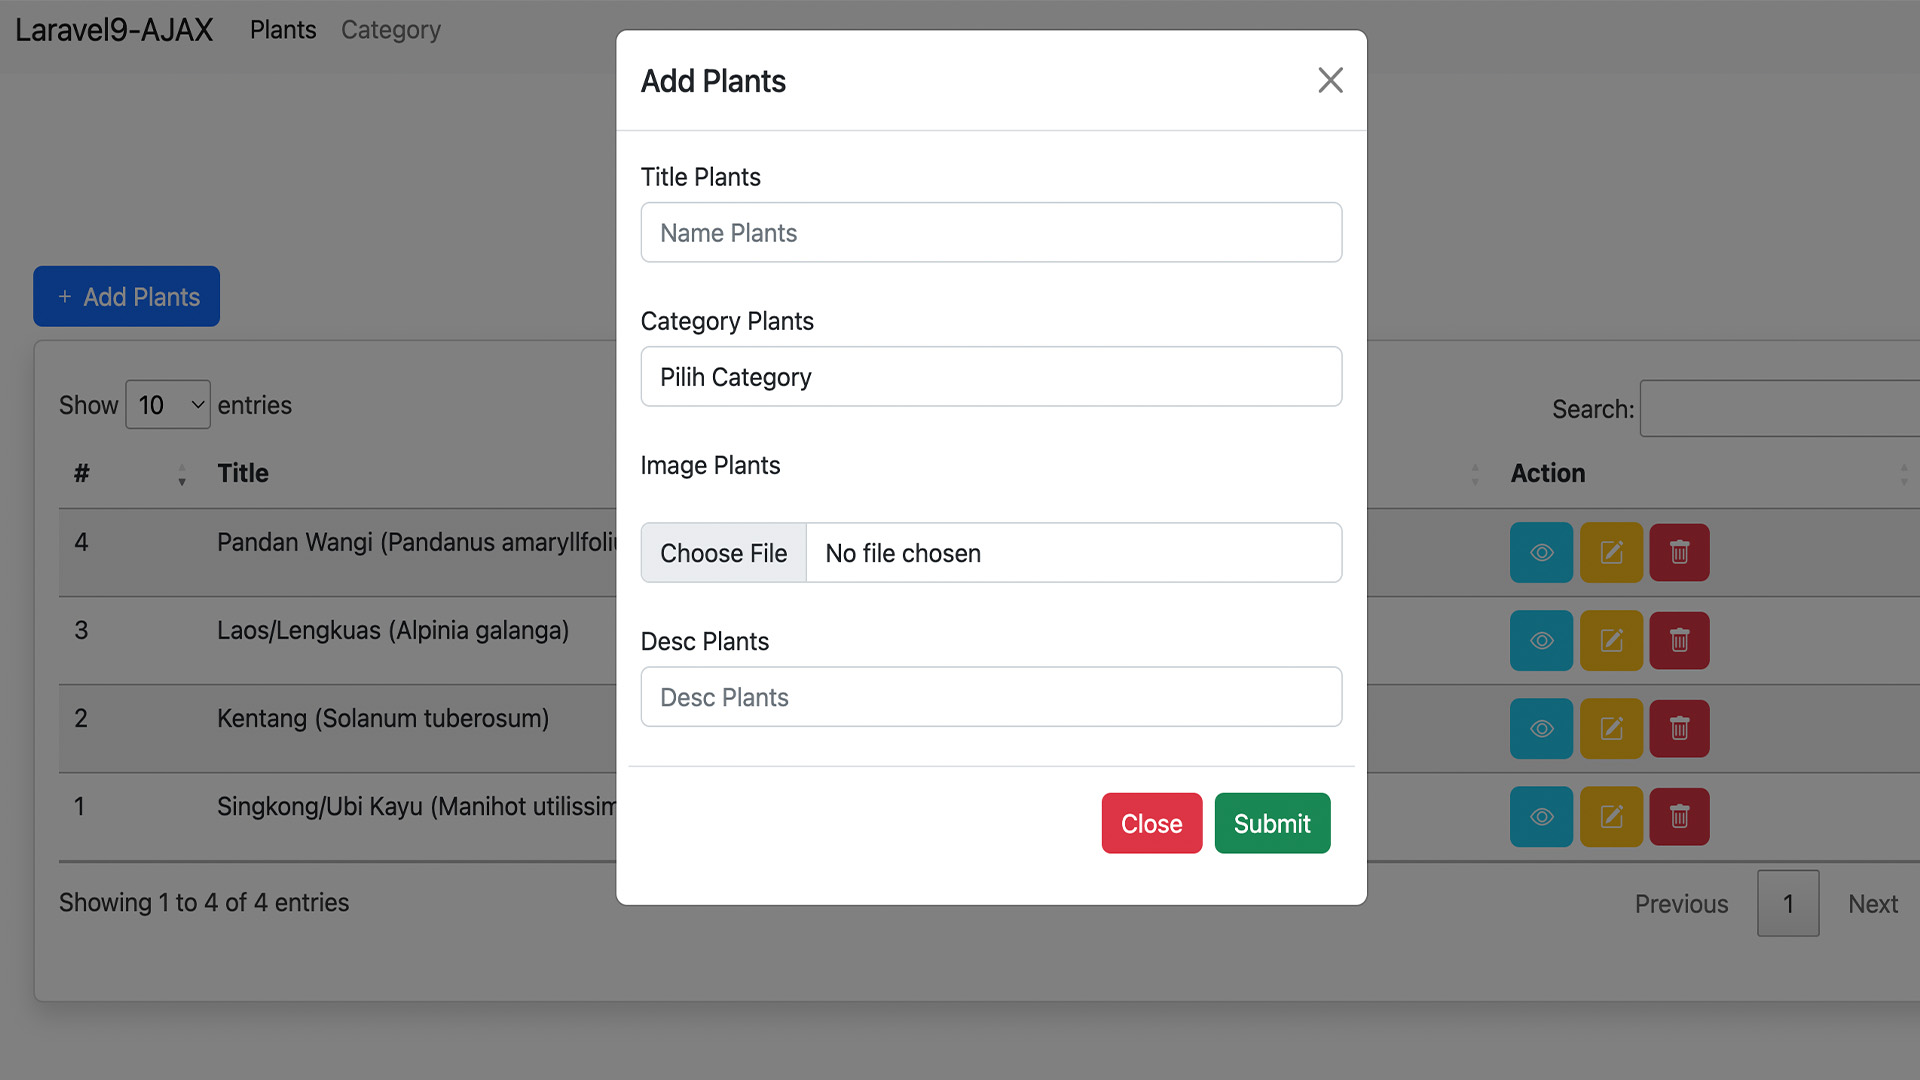 Laravel9-AJAX Plants Category
Add Plants
Title Plants
Name Plants
Category Plants
Pilih Category
Image Plants
Choose File No file chosen
Desc Plants
Desc Plants
Close Submit
+ Add Plants
Show 10 entries
Search:
# Title Action
4 Pandan Wangi (Pandanus amaryllfoli
3 Laos/Lengkuas (Alpinia galanga)
2 Kentang (Solanum tuberosum)
1 Singkong/Ubi Kayu (Manihot utilissim
Showing 1 to 4 of 4 entries
Previous 1 Next